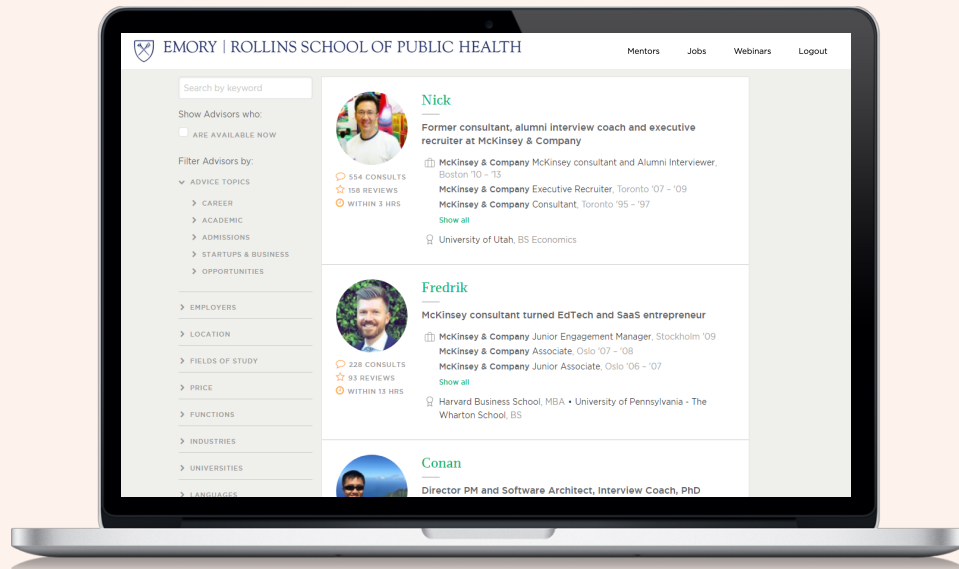 EMORY | ROLLINS SCHOOL OF PUBLIC HEALTH
Mentors Jobs Webinars Logout
Search by keyword
Show Advisors who:
ARE AVAILABLE NOW
Filter Advisors by:
ADVICE TOPICS
CAREER
ACADEMIC
ADMISSIONS
STARTUPS & BUSINESS
OPPORTUNITIES
EMPLOYERS
LOCATION
FIELDS OF STUDY
PRICE
FUNCTIONS
INDUSTRIES
UNIVERSITIES
LANGUAGES
Nick
Former consultant, alumni interview coach and executive
recruiter at McKinsey & Company
McKinsey & Company McKinsey consultant and Alumni Interviewer,
Boston '10 – '13
McKinsey & Company Executive Recruiter, Toronto '07 – '09
McKinsey & Company Consultant, Toronto '95 – '97
Show all
University of Utah, BS Economics
554 CONSULTS
158 REVIEWS
WITHIN 3 HRS
Fredrik
McKinsey consultant turned EdTech and SaaS entrepreneur
McKinsey & Company Junior Engagement Manager, Stockholm '09
McKinsey & Company Associate, Oslo '07 – '08
McKinsey & Company Junior Associate, Oslo '06 – '07
Show all
Harvard Business School, MBA • University of Pennsylvania - The
Wharton School, BS
228 CONSULTS
93 REVIEWS
WITHIN 13 HRS
Conan
Director PM and Software Architect, Interview Coach, PhD